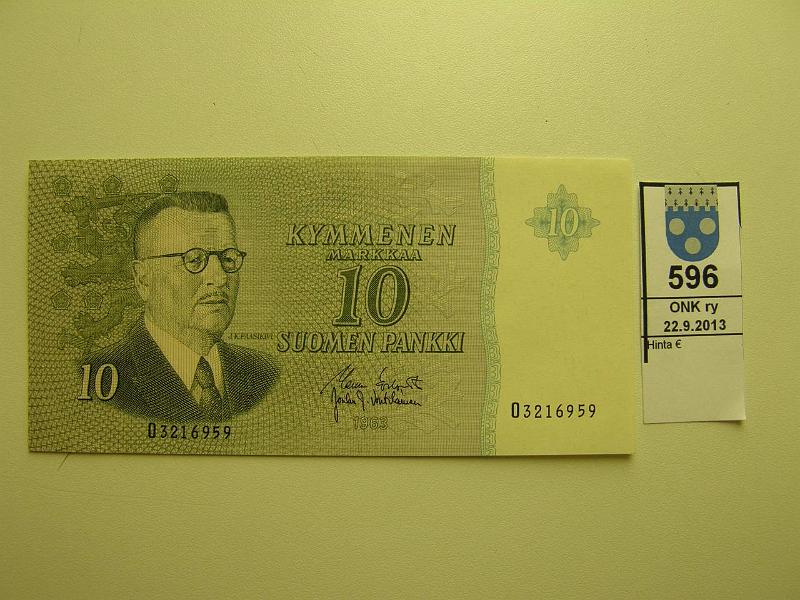 KYMMENEN
MARKKAA
10
SUOMEN PANKKI
J.K.PAASIKIVI
10
1963
O3216959
10
O3216959
596
ONK ry
22.9.2013
Hinta €